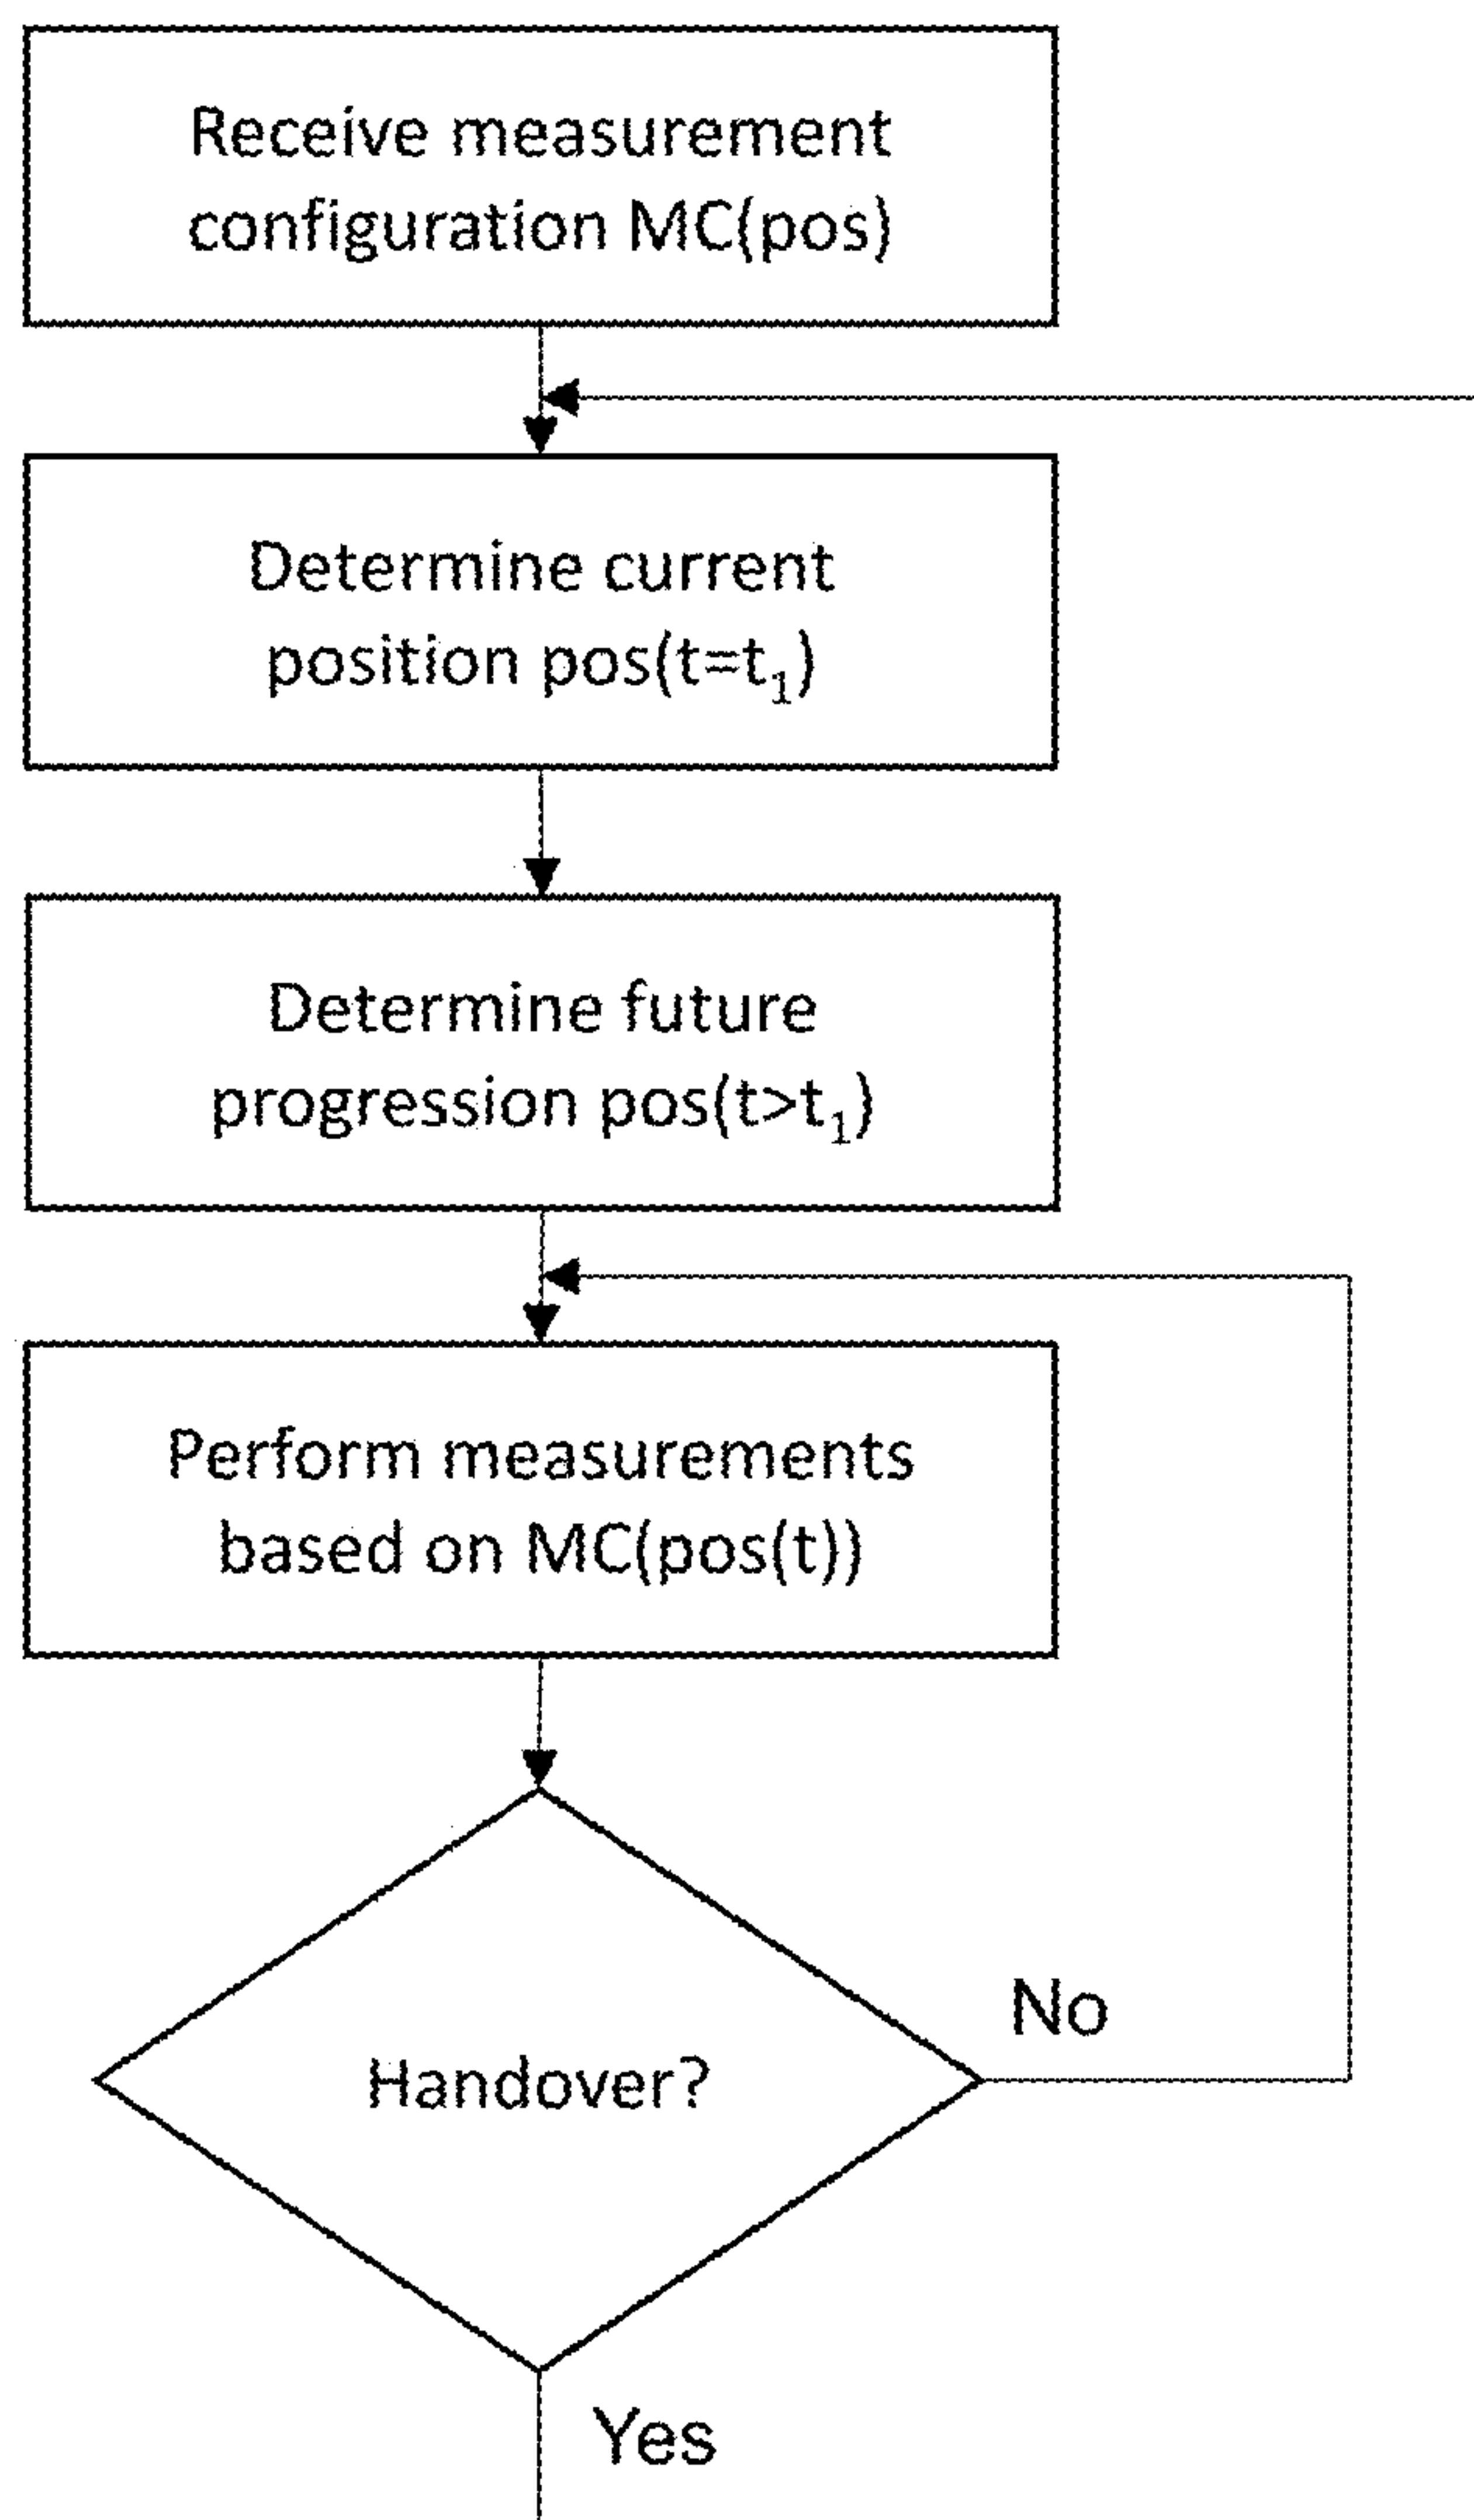 Receive measurement
configuration MC(pos)
Determine current
position pos(t=t₁)
Determine future
progression pos(t>t₁)
Perform measurements
based on MC(pos(t))
Handover?
No
Yes